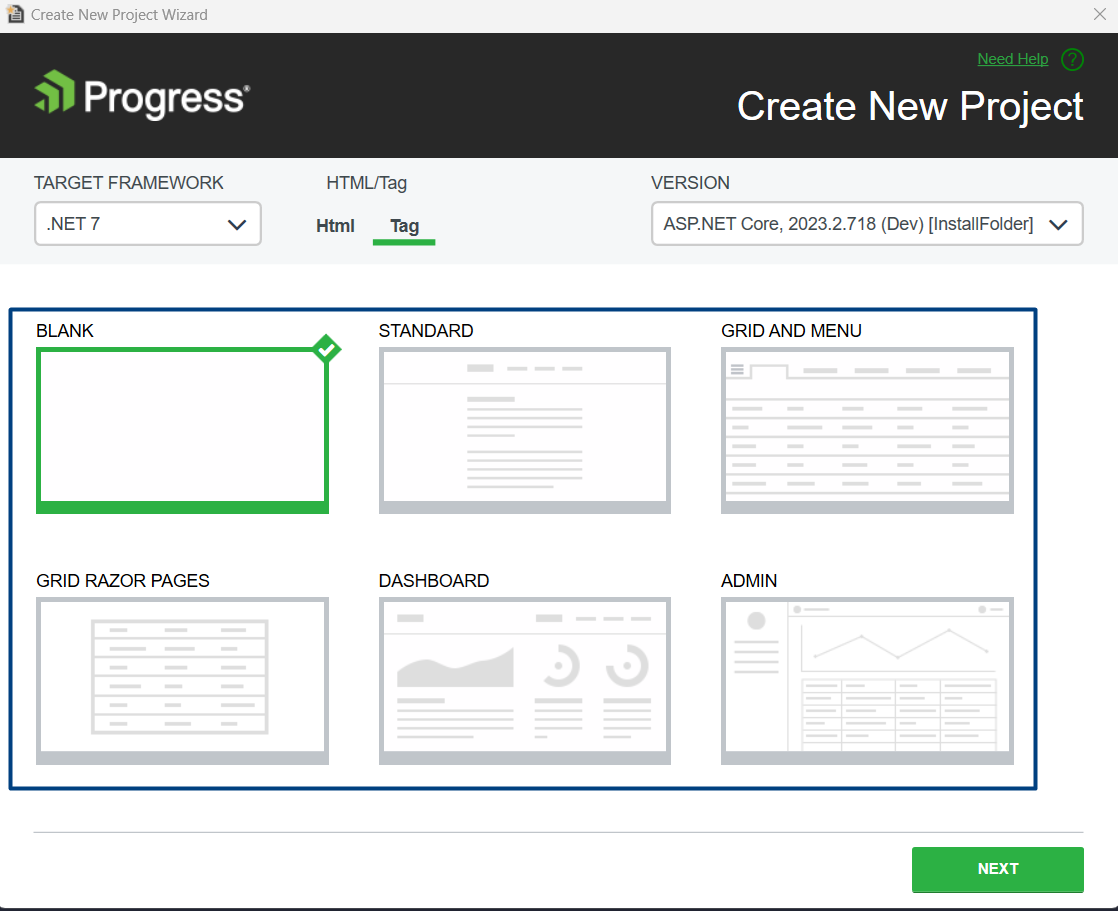 Create New Project Wizard
Need Help ?
Progress®
Create New Project
TARGET FRAMEWORK
HTML/Tag
VERSION
.NET 7
Html
Tag
ASP.NET Core, 2023.2.718 (Dev) [InstallFolder]
BLANK
STANDARD
GRID AND MENU
GRID RAZOR PAGES
DASHBOARD
ADMIN
NEXT